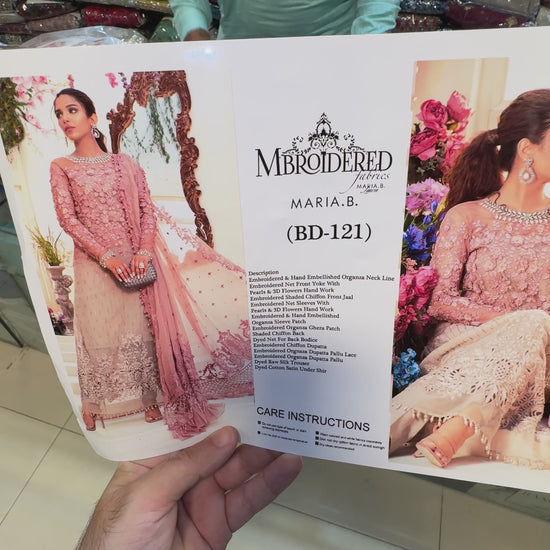 MBROIDERED
fabrics
MARIA.B.
MARIA.B.
(BD-121)
Description
Embroidered & Hand Embellished Organza Neck Line
Embroidered Net Front Yoke With
Pearls & 3D Flowers Hand Work
Embroidered Shaded Chiffon Front Jaal
Embroidered Net Sleeves With
Pearls & 3D Flowers Hand Work
Embroidered & Hand Embellished
Organza Sleeve Patch
Embroidered Organza Ghera Patch
Shaded Chiffon Back
Dyed Net For Back Bodice
Embroidered Chiffon Dupatta
Embroidered Organza Dupatta Pallu Lace
Embroidered Organza Dupatta Pallu
Dyed Raw Silk Trouser
Dyed Cotton Satin Under Shir
CARE INSTRUCTIONS